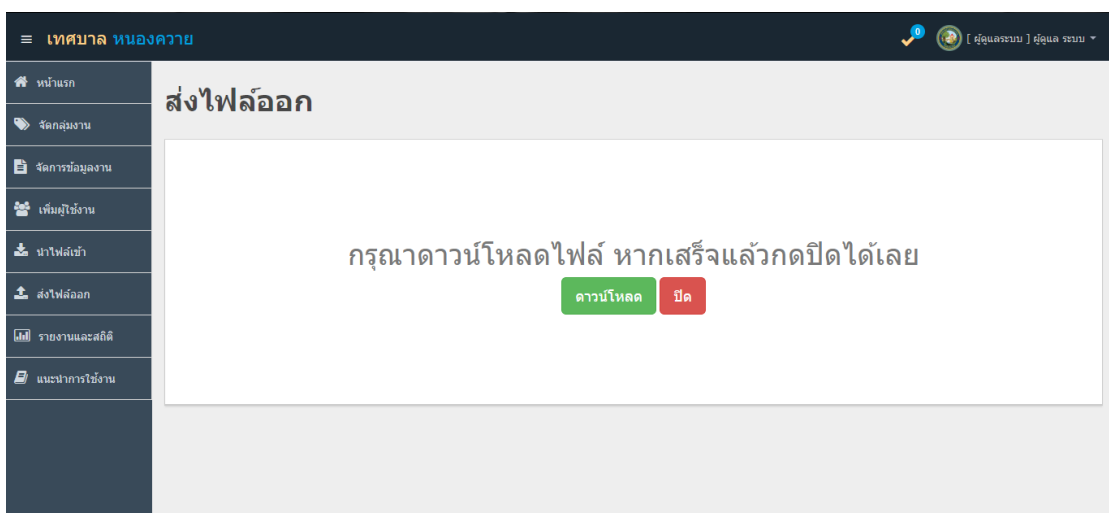 เทศบาล หนองควาย
0
[ ผู้ดูแลระบบ ] ผู้ดูแล ระบบ
หน้าแรก
จัดกลุ่มงาน
จัดการข้อมูลงาน
เพิ่มผู้ใช้งาน
นำไฟล์เข้า
ส่งไฟล์ออก
รายงานและสถิติ
แนะนำการใช้งาน
ส่งไฟล์ออก
กรุณาดาวน์โหลดไฟล์ หากเสร็จแล้วกดปิดได้เลย
ดาวน์โหลด ปิด